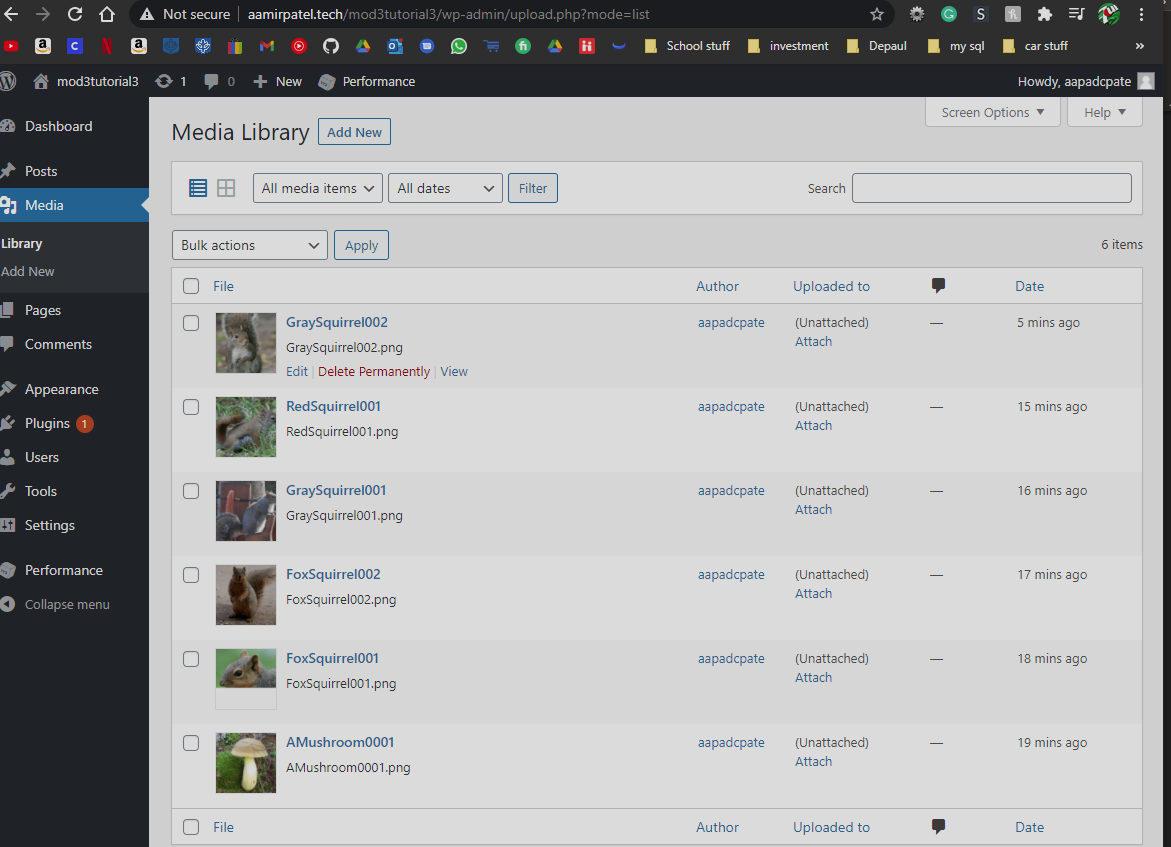 Not secure | aamirpatel.tech/mod3tutorial3/wp-admin/upload.php?mode=list
School stuff investment Depaul my sql car stuff »
mod3tutorial3 1 0 + New Performance Howdy, aapadcpate
Screen Options Help
Dashboard
Posts
Media
Library
Add New
Pages
Comments
Appearance
Plugins 1
Users
Tools
Settings
Performance
Collapse menu
Media Library Add New
All media items All dates Filter Search
Bulk actions Apply 6 items
File Author Uploaded to Date
GraySquirrel002 aapadcpate (Unattached) — 5 mins ago
Attach
GraySquirrel002.png
Edit | Delete Permanently | View
RedSquirrel001 aapadcpate (Unattached) — 15 mins ago
Attach
RedSquirrel001.png
GraySquirrel001 aapadcpate (Unattached) — 16 mins ago
Attach
GraySquirrel001.png
FoxSquirrel002 aapadcpate (Unattached) — 17 mins ago
Attach
FoxSquirrel002.png
FoxSquirrel001 aapadcpate (Unattached) — 18 mins ago
Attach
FoxSquirrel001.png
AMushroom0001 aapadcpate (Unattached) — 19 mins ago
Attach
AMushroom0001.png
File Author Uploaded to Date